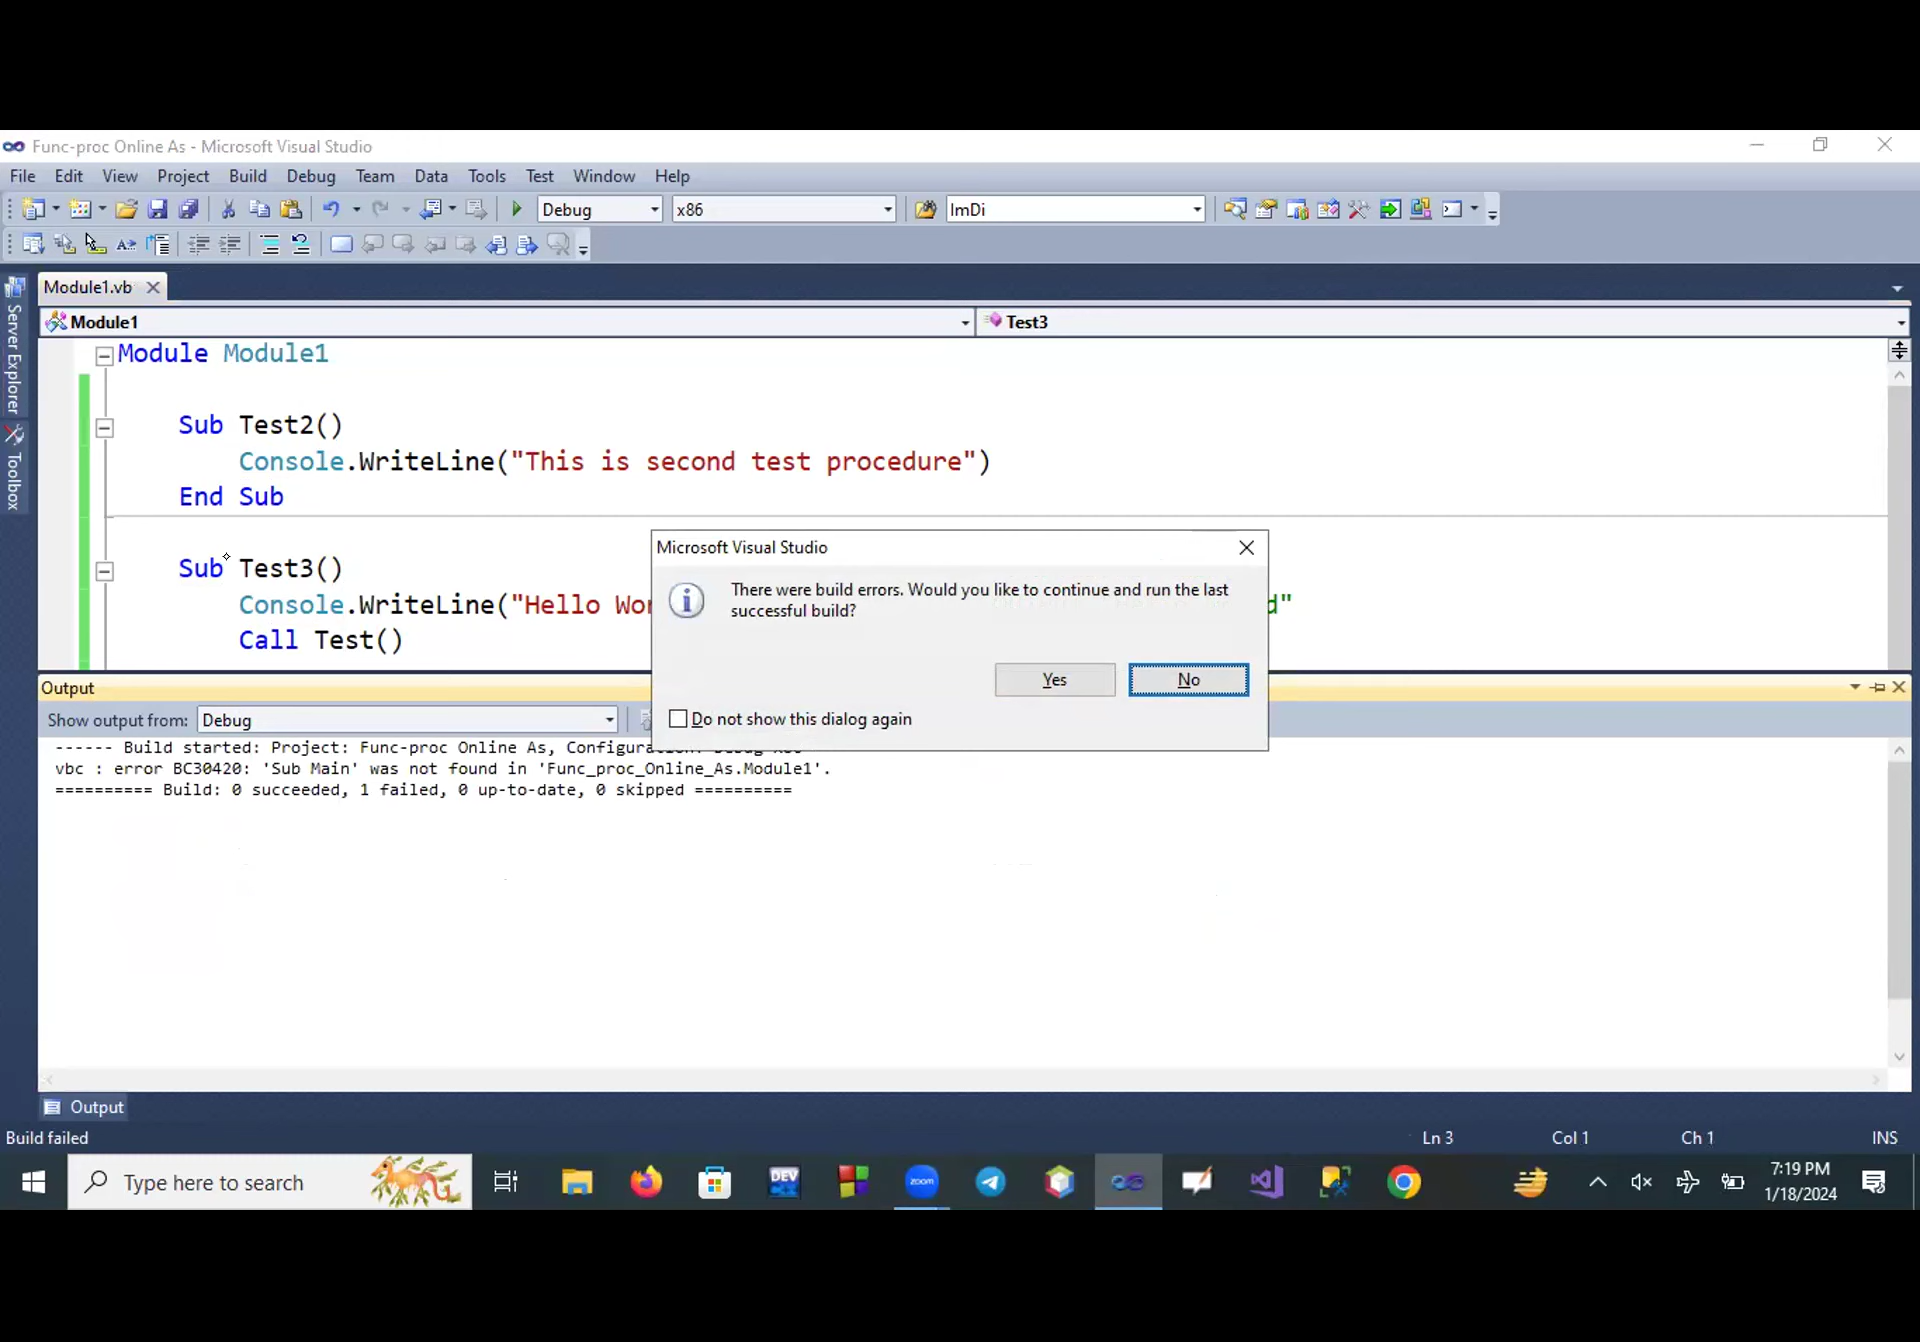 Func-proc Online As - Microsoft Visual Studio
File Edit View Project Build Debug Team Data Tools Test Window Help
Debug x86 ImDi
Server Explorer
Toolbox
Module1.vb
Module1 Test3
Module Module1
Sub Test2()
Console.WriteLine("This is second test procedure")
End Sub
Sub Test3()
Console.WriteLine("Hello Wor d"
Call Test()
Microsoft Visual Studio
There were build errors. Would you like to continue and run the last
successful build?
Yes No
Do not show this dialog again
Output
Show output from: Debug
------ Build started: Project: Func-proc Online As, Configuration:
vbc : error BC30420: 'Sub Main' was not found in 'Func_proc_Online_As.Module1'.
========== Build: 0 succeeded, 1 failed, 0 up-to-date, 0 skipped ==========
Output
Build failed Ln 3 Col 1 Ch 1 INS
Type here to search
DEV
zoom
7:19 PM
1/18/2024